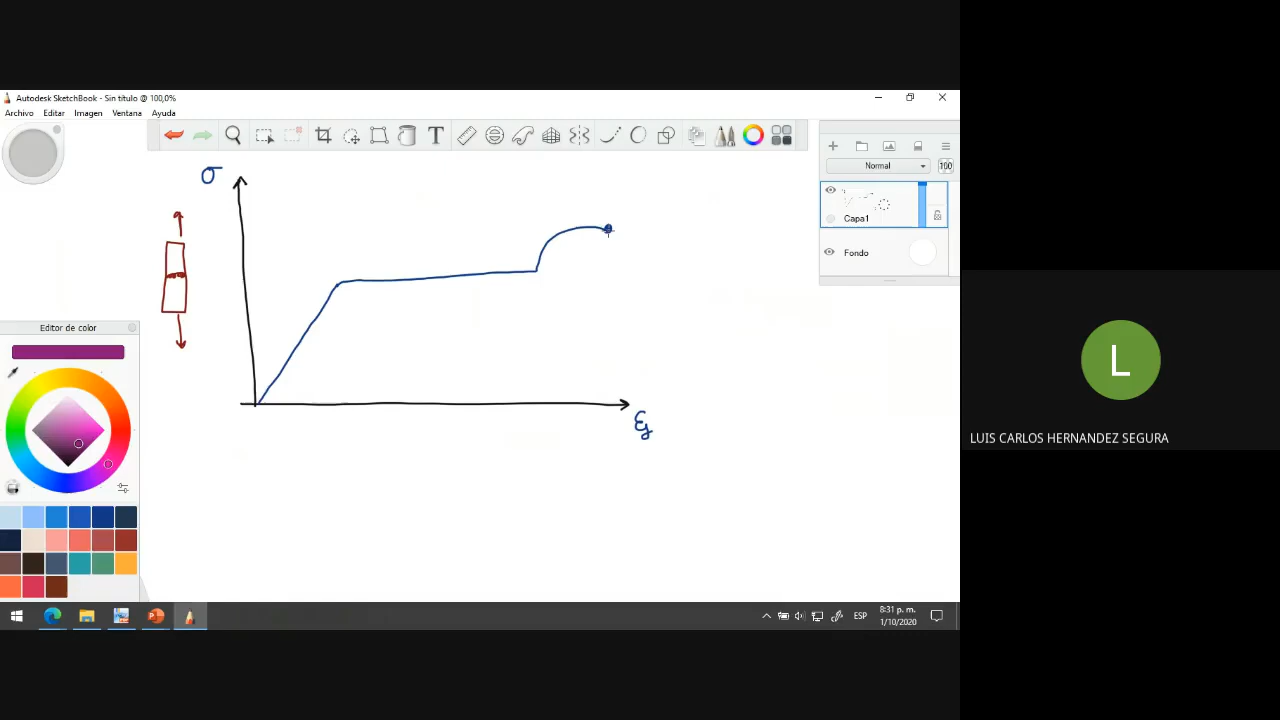 Autodesk SketchBook - Sin título @ 100,0%
Archivo Editar Imagen Ventana Ayuda
T
Normal 100
Capa1
Fondo
σ
Editor de color
L
LUIS CARLOS HERNANDEZ SEGURA
ESP
8:31 p. m.
1/10/2020